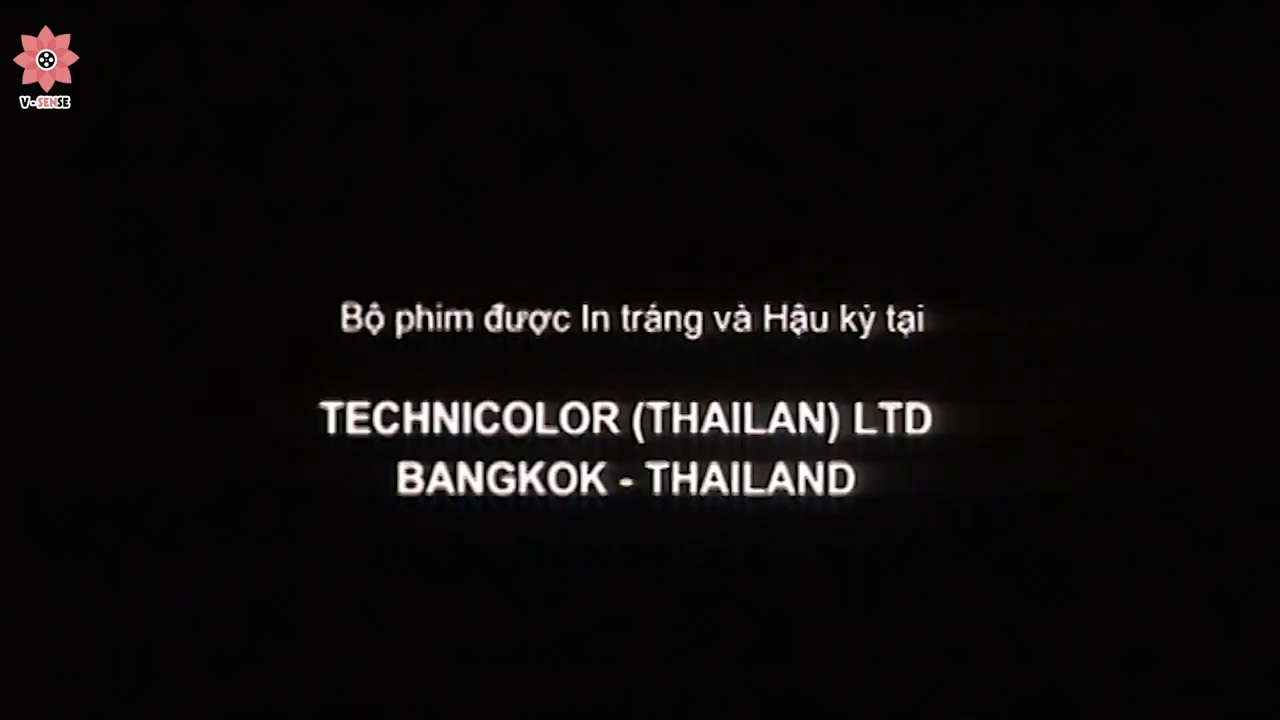 V-SENSE
Bộ phim được In tráng và Hậu kỳ tại
TECHNICOLOR (THAILAN) LTD
BANGKOK - THAILAND